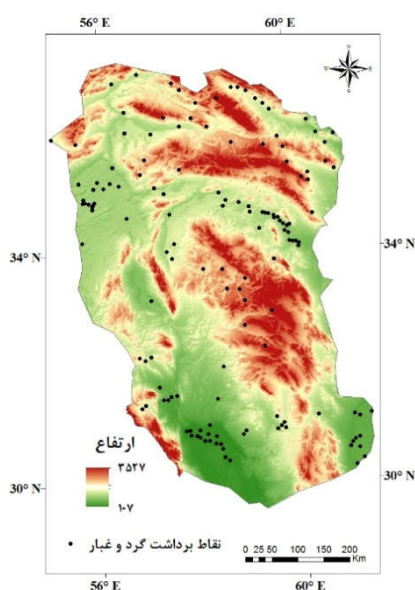 56° E 60° E
N
W E
S
34° N 34° N
ارتفاع
۳۵۲۷
۱۰۷
30° N 30° N
نقاط برداشت گرد و غبار
0 25 50 100 150 200
Km
56° E 60° E